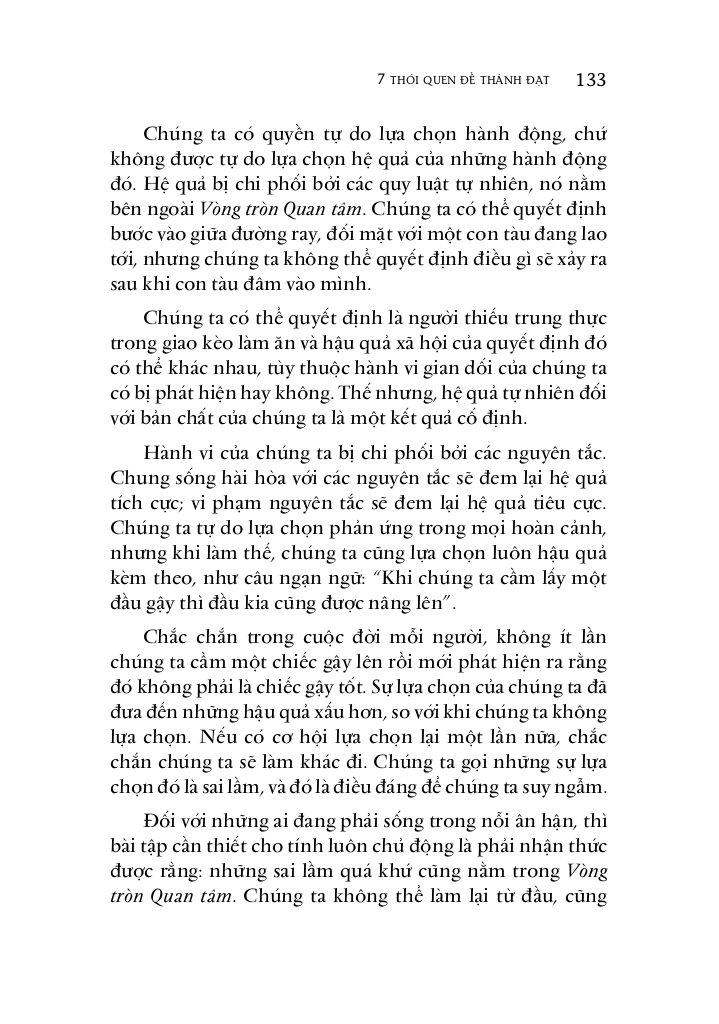 7 THÓI QUEN ĐỂ THÀNH ĐẠT 133
Chúng ta có quyền tự do lựa chọn hành động, chứ
không được tự do lựa chọn hệ quả của những hành động
đó. Hệ quả bị chi phối bởi các quy luật tự nhiên, nó nằm
bên ngoài Vòng tròn Quan tâm. Chúng ta có thể quyết định
bước vào giữa đường ray, đối mặt với một con tàu đang lao
tới, nhưng chúng ta không thể quyết định điều gì sẽ xảy ra
sau khi con tàu đâm vào mình.
Chúng ta có thể quyết định là người thiếu trung thực
trong giao kèo làm ăn và hậu quả xã hội của quyết định đó
có thể khác nhau, tùy thuộc hành vi gian dối của chúng ta
có bị phát hiện hay không. Thế nhưng, hệ quả tự nhiên đối
với bản chất của chúng ta là một kết quả cố định.
Hành vi của chúng ta bị chi phối bởi các nguyên tắc.
Chung sống hài hòa với các nguyên tắc sẽ đem lại hệ quả
tích cực; vi phạm nguyên tắc sẽ đem lại hệ quả tiêu cực.
Chúng ta tự do lựa chọn phản ứng trong mọi hoàn cảnh,
nhưng khi làm thế, chúng ta cũng lựa chọn luôn hậu quả
kèm theo, như câu ngạn ngữ: “Khi chúng ta cầm lấy một
đầu gậy thì đầu kia cũng được nâng lên”.
Chắc chắn trong cuộc đời mỗi người, không ít lần
chúng ta cầm một chiếc gậy lên rồi mới phát hiện ra rằng
đó không phải là chiếc gậy tốt. Sự lựa chọn của chúng ta đã
đưa đến những hậu quả xấu hơn, so với khi chúng ta không
lựa chọn. Nếu có cơ hội lựa chọn lại một lần nữa, chắc
chắn chúng ta sẽ làm khác đi. Chúng ta gọi những sự lựa
chọn đó là sai lầm, và đó là điều đáng để chúng ta suy ngẫm.
Đối với những ai đang phải sống trong nỗi ân hận, thì
bài tập cần thiết cho tính luôn chủ động là phải nhận thức
được rằng: những sai lầm quá khứ cũng nằm trong Vòng
tròn Quan tâm. Chúng ta không thể làm lại từ đầu, cũng